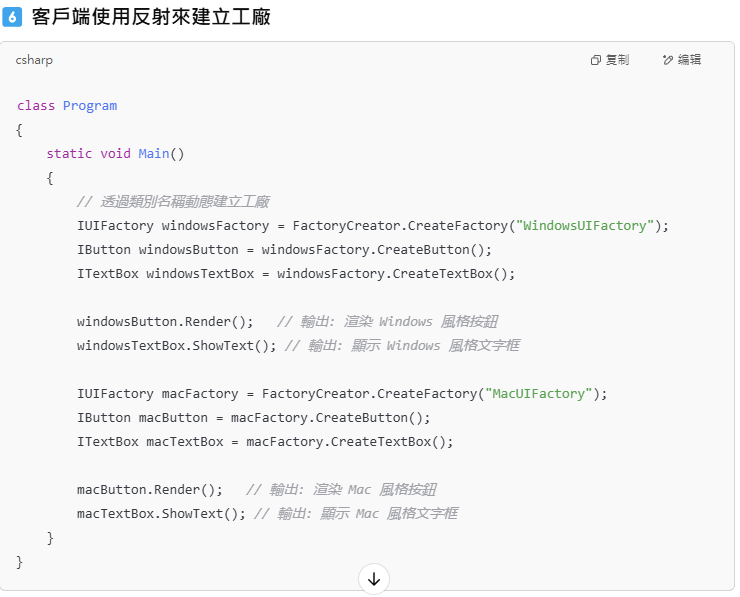 6 客戶端使用反射來建立工廠
csharp 复制 编辑
class Program
{
    static void Main()
    {
        // 透過類別名稱動態建立工廠
        IUIFactory windowsFactory = FactoryCreator.CreateFactory("WindowsUIFactory");
        IButton windowsButton = windowsFactory.CreateButton();
        ITextBox windowsTextBox = windowsFactory.CreateTextBox();

        windowsButton.Render();   // 輸出: 渲染 Windows 風格按鈕
        windowsTextBox.ShowText(); // 輸出: 顯示 Windows 風格文字框

        IUIFactory macFactory = FactoryCreator.CreateFactory("MacUIFactory");
        IButton macButton = macFactory.CreateButton();
        ITextBox macTextBox = macFactory.CreateTextBox();

        macButton.Render();   // 輸出: 渲染 Mac 風格按鈕
        macTextBox.ShowText(); // 輸出: 顯示 Mac 風格文字框
    }
}